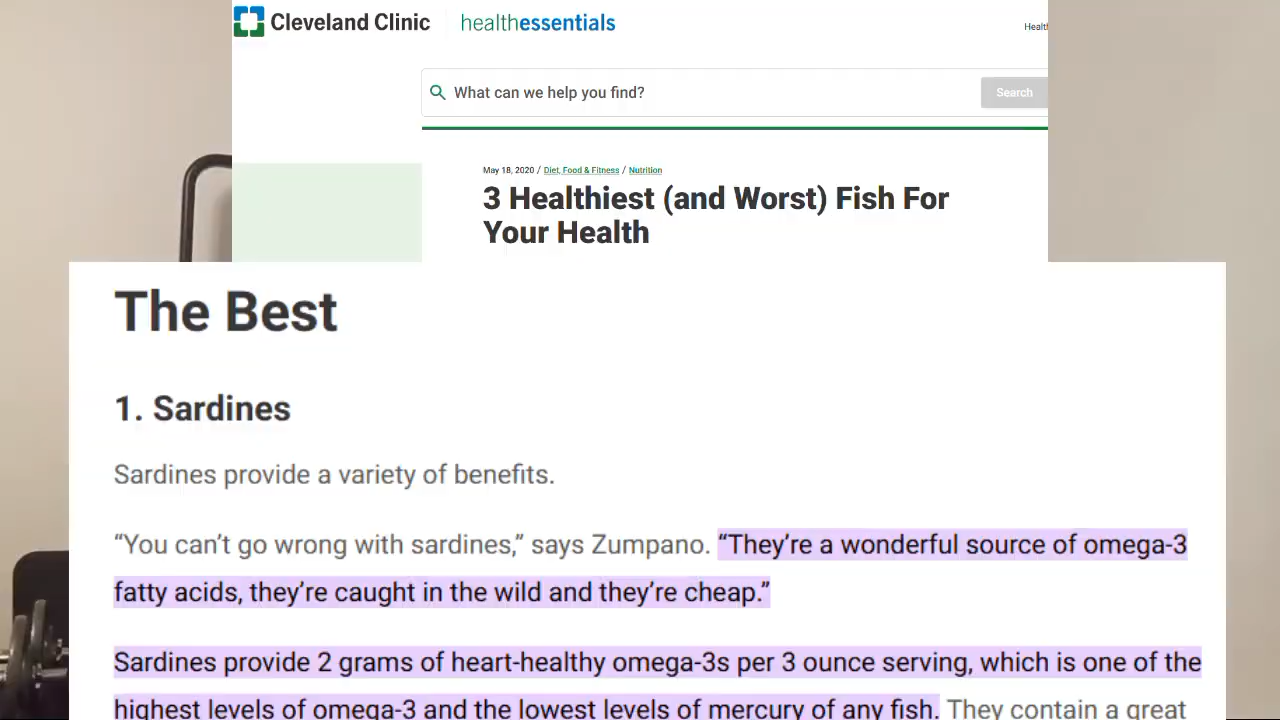 Cleveland Clinic healthessentials
Health
What can we help you find?
Search
May 18, 2020 / Diet, Food & Fitness / Nutrition
3 Healthiest (and Worst) Fish For
Your Health
The Best
1. Sardines
Sardines provide a variety of benefits.
“You can’t go wrong with sardines,” says Zumpano. “They’re a wonderful source of omega-3
fatty acids, they’re caught in the wild and they’re cheap.”
Sardines provide 2 grams of heart-healthy omega-3s per 3 ounce serving, which is one of the
highest levels of omega-3 and the lowest levels of mercury of any fish. They contain a great